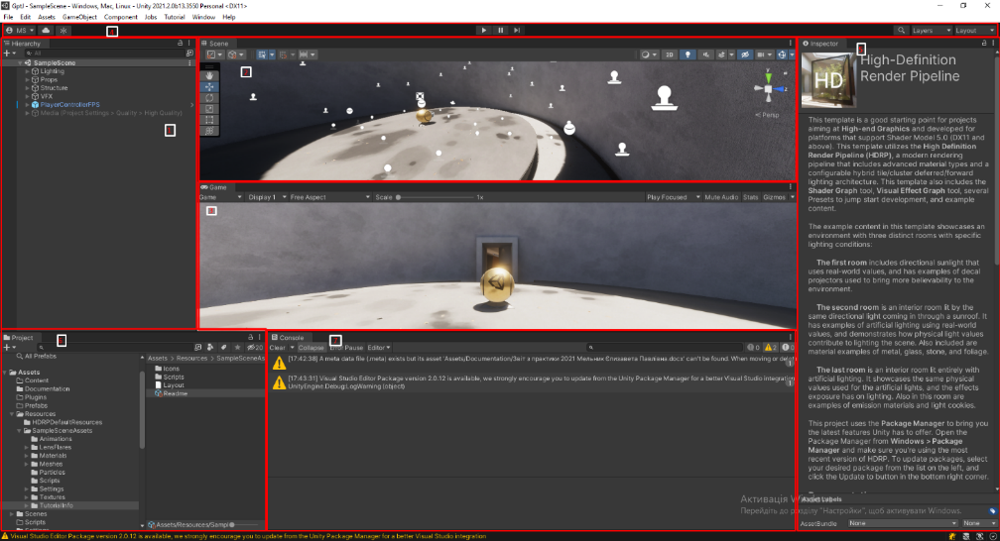 GptJ - SampleScene - Windows, Mac, Linux - Unity 2021.2.0b13.3550 Personal <DX11>
File Edit Assets GameObject Component Jobs Tutorial Window Help
MS
Layers
Layout
Hierarchy
All
SampleScene
Lighting
Props
Structure
VFX
PlayerControllerFPS
Media (Project Settings > Quality > High Quality)
Scene
2D
y
z
Persp
Game
Game
Display 1
Free Aspect
Scale
1x
Play Focused
Mute Audio
Stats
Gizmos
Inspector
HD
High-Definition
Render Pipeline
This template is a good starting point for projects
aiming at High-end Graphics and developed for
platforms that support Shader Model 5.0 (DX11 and
above). This template utilizes the High Definition
Render Pipeline (HDRP), a modern rendering
pipeline that includes advanced material types and a
configurable hybrid tile/cluster deferred/forward
lighting architecture. This template also includes the
Shader Graph tool, Visual Effect Graph tool, several
Presets to jump start development, and example
content.
The example content in this template showcases an
environment with three distinct rooms with specific
lighting conditions:
The first room includes directional sunlight that
uses real-world values, and has examples of decal
projectors used to bring more believability to the
environment.
The second room is an interior room lit by the
same directional light coming in through a sunroof. It
has examples of artificial lighting using real-world
values, and demonstrates how physical light values
contribute to lighting the scene. Also included are
material examples of metal, glass, stone, and foliage.
The last room is an interior room lit entirely with
artificial lighting. It showcases the same physical
values used for the artificial lights, and the effects
exposure has on lighting. Also in this room are
examples of emission materials and light cookies.
This project uses the Package Manager to bring you
the latest features Unity has to offer. Open the
Package Manager from Windows > Package
Manager and make sure you're using the most
recent version of HDRP. To update packages, select
your desired package from the list on the left, and
click the Update to button in the bottom right corner.
Asset Labels
AssetBundle
None
None
Project
20
All Prefabs
Assets
Content
Documentation
Plugins
Prefabs
Resources
HDRPDefaultResources
SampleSceneAssets
Animations
LensFlares
Materials
Meshes
Particles
Scripts
Settings
Textures
TutorialInfo
Scenes
Scripts
Settings
Assets > Resources > SampleSceneAss
Icons
Scripts
Layout
Readme
Assets/Resources/Sampl
Console
Clear
Collapse
Error Pause
Editor
0
2
0
[17:42:38] A meta data file (.meta) exists but its asset 'Assets/Documentation/Звіт з практики 2021 Мельник Єлизавета Павлівна.docx' can't be found. When moving or delet
1
[17:43:31] Visual Studio Editor Package version 2.0.12 is available, we strongly encourage you to update from the Unity Package Manager for a better Visual Studio integration
UnityEngine.Debug:LogWarning (object)
1
Активація Windows
Перейдіть до розділу "Настройки", щоб активувати Windows.
Visual Studio Editor Package version 2.0.12 is available, we strongly encourage you to update from the Unity Package Manager for a better Visual Studio integration